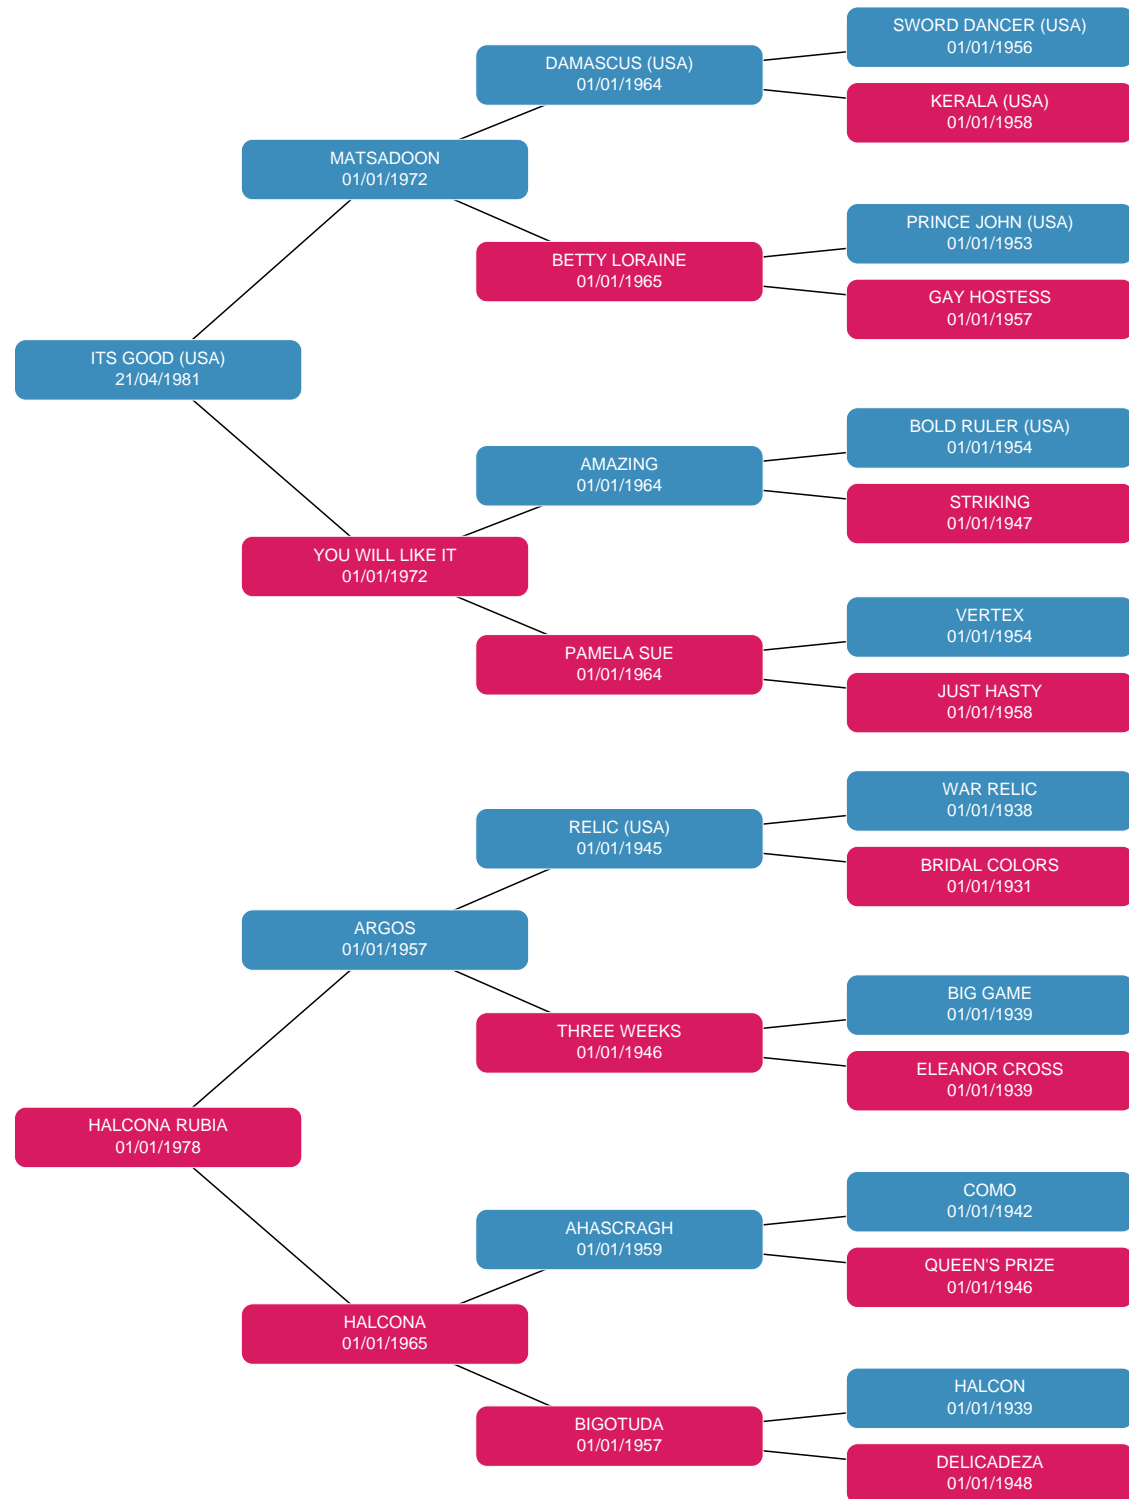 SWORD DANCER (USA)
01/01/1956
DAMASCUS (USA)
01/01/1964
KERALA (USA)
01/01/1958
MATSADOON
01/01/1972
PRINCE JOHN (USA)
01/01/1953
BETTY LORAINE
01/01/1965
GAY HOSTESS
01/01/1957
ITS GOOD (USA)
21/04/1981
BOLD RULER (USA)
01/01/1954
AMAZING
01/01/1964
STRIKING
01/01/1947
YOU WILL LIKE IT
01/01/1972
VERTEX
01/01/1954
PAMELA SUE
01/01/1964
JUST HASTY
01/01/1958
WAR RELIC
01/01/1938
RELIC (USA)
01/01/1945
BRIDAL COLORS
01/01/1931
ARGOS
01/01/1957
BIG GAME
01/01/1939
THREE WEEKS
01/01/1946
ELEANOR CROSS
01/01/1939
HALCONA RUBIA
01/01/1978
COMO
01/01/1942
AHASCRAGH
01/01/1959
QUEEN'S PRIZE
01/01/1946
HALCONA
01/01/1965
HALCON
01/01/1939
BIGOTUDA
01/01/1957
DELICADEZA
01/01/1948